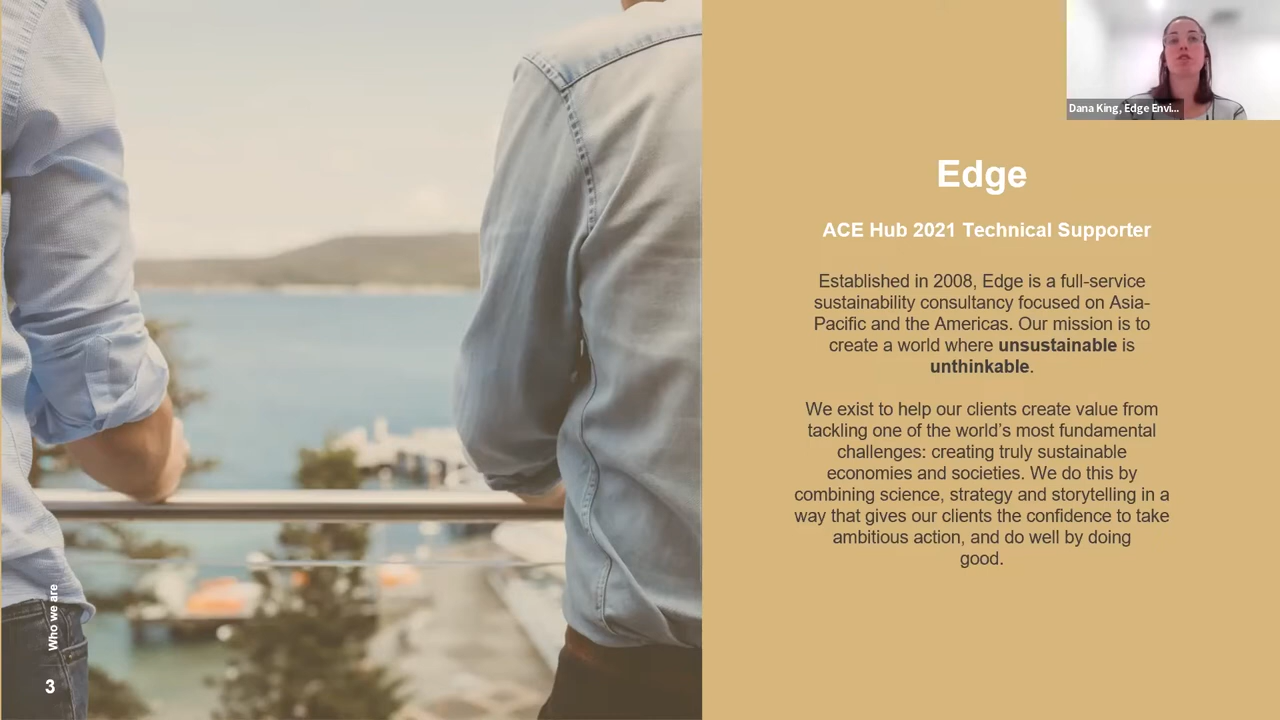 Dana King, Edge Envi...
Edge
ACE Hub 2021 Technical Supporter
Established in 2008, Edge is a full-service
sustainability consultancy focused on Asia-
Pacific and the Americas. Our mission is to
create a world where unsustainable is
unthinkable.
We exist to help our clients create value from
tackling one of the world’s most fundamental
challenges: creating truly sustainable
economies and societies. We do this by
combining science, strategy and storytelling in a
way that gives our clients the confidence to take
ambitious action, and do well by doing
good.
Who we are
3